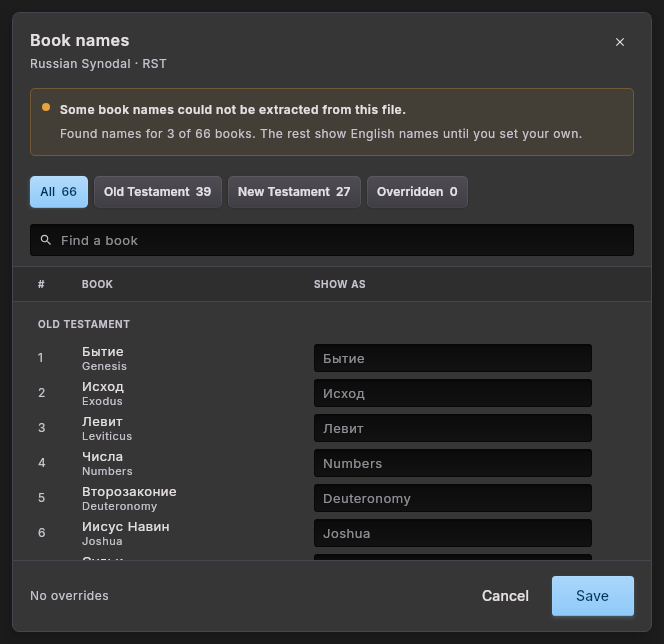 Book names
Russian Synodal · RST
Some book names could not be extracted from this file.
Found names for 3 of 66 books. The rest show English names until you set your own.
All 66
Old Testament 39
New Testament 27
Overridden 0
Find a book
# BOOK SHOW AS
OLD TESTAMENT
1 Бытие Бытие
Genesis
2 Исход Исход
Exodus
3 Левит Левит
Leviticus
4 Числа Numbers
Numbers
5 Второзаконие Deuteronomy
Deuteronomy
6 Иисус Навин Joshua
Joshua
No overrides
Cancel
Save